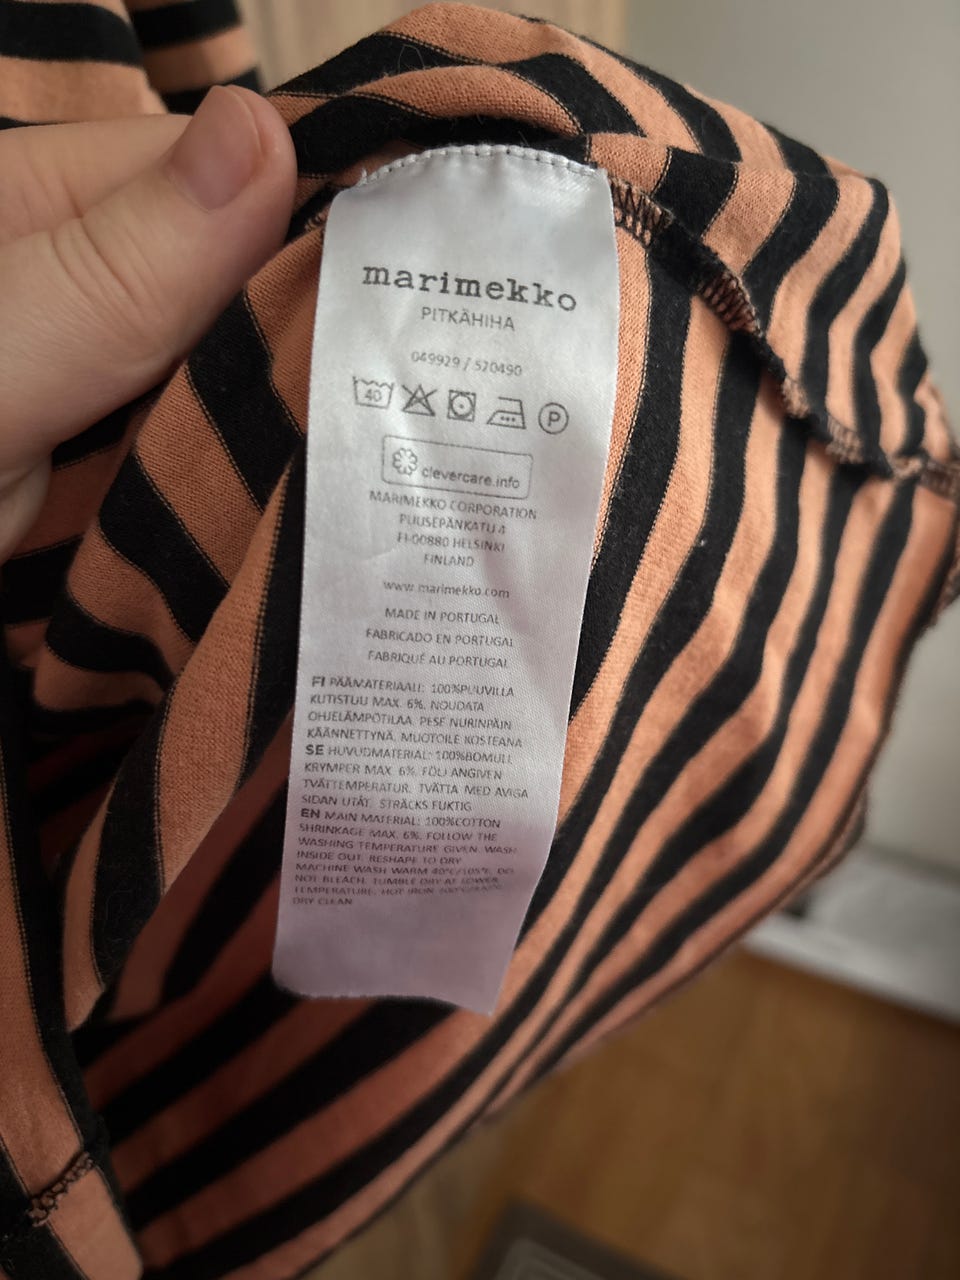 marimekko
PITKÄHIHA
049929 / 520490
40 P
clevercare.info
MARIMEKKO CORPORATION
PUUSEPÄNKATU 4
FI-00880 HELSINKI
FINLAND
www.marimekko.com
MADE IN PORTUGAL
FABRICADO EN PORTUGAL
FABRIQUÉ AU PORTUGAL
FI PÄÄMATERIAALI: 100%PUUVILLA
KUTISTUU MAX. 6%. NOUDATA
OHJELÄMPÖTILAA. PESE NURINPÄIN
KÄÄNNETTYNÄ. MUOTOILE KOSTEANA
SE HUVUDMATERIAL: 100%BOMULL
KRYMPER MAX. 6%. FÖLJ ANGIVEN
TVÄTTEMPERATUR. TVÄTTA MED AVIGA
SIDAN UTÅT. STRÄCKS FUKTIG
EN MAIN MATERIAL: 100%COTTON
SHRINKAGE MAX. 6%. FOLLOW THE
WASHING TEMPERATURE GIVEN. WASH
INSIDE OUT. RESHAPE TO DRY
MACHINE WASH WARM 40°C/105°F. DO
NOT BLEACH. TUMBLE DRY AT LOWER
TEMPERATURE. HOT IRON
DRY CLEAN